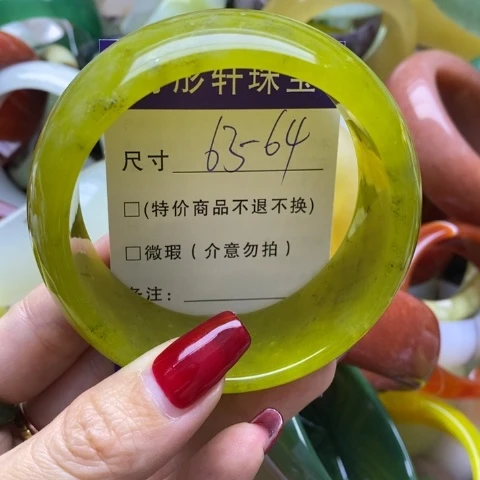 彤轩珠宝
尺寸 63-64
□(特价商品不退不换)
□微瑕(介意勿拍)
备注: